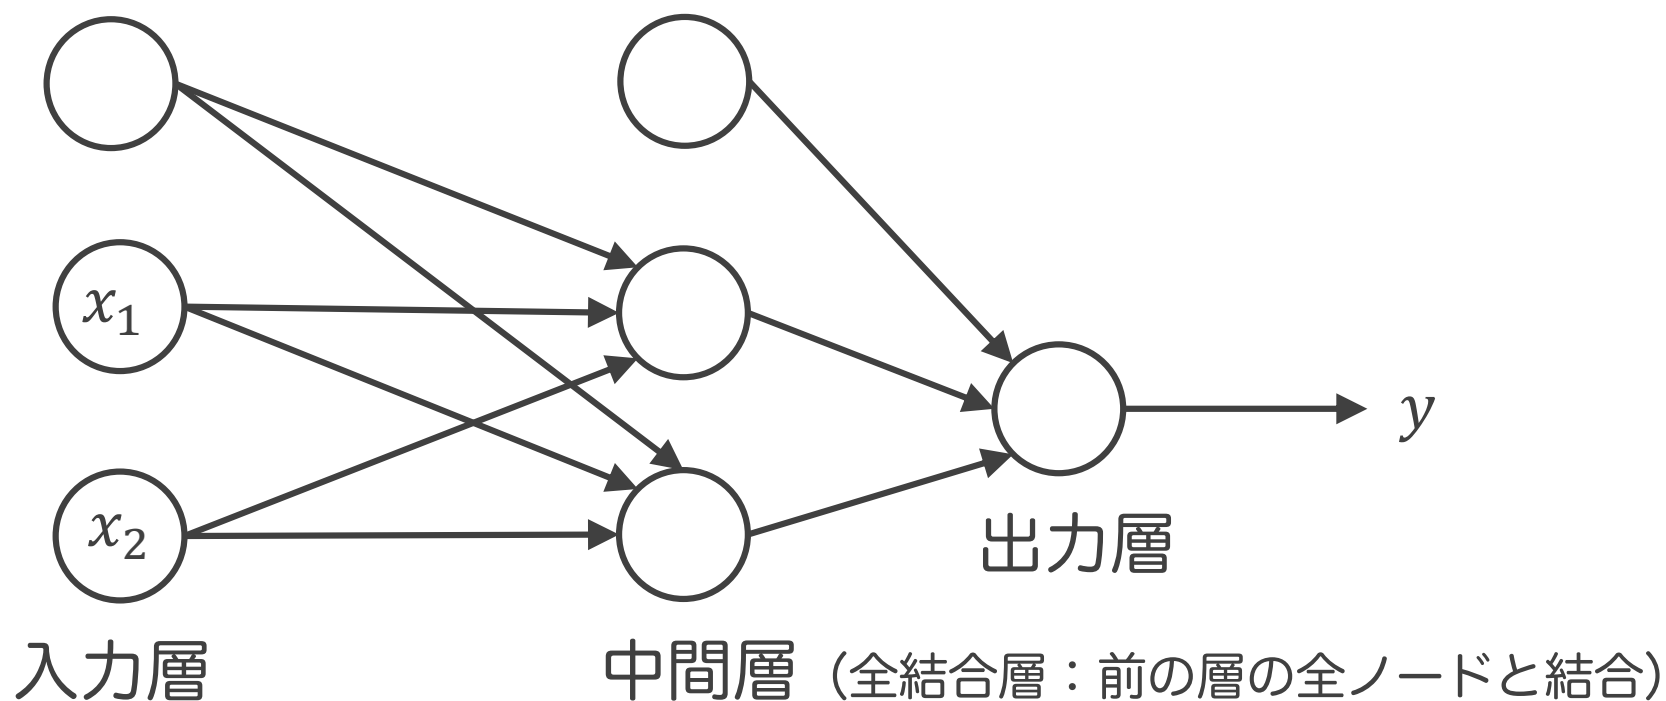 x1
x2
y
出力層
入力層
中間層（全結合層：前の層の全ノードと結合）